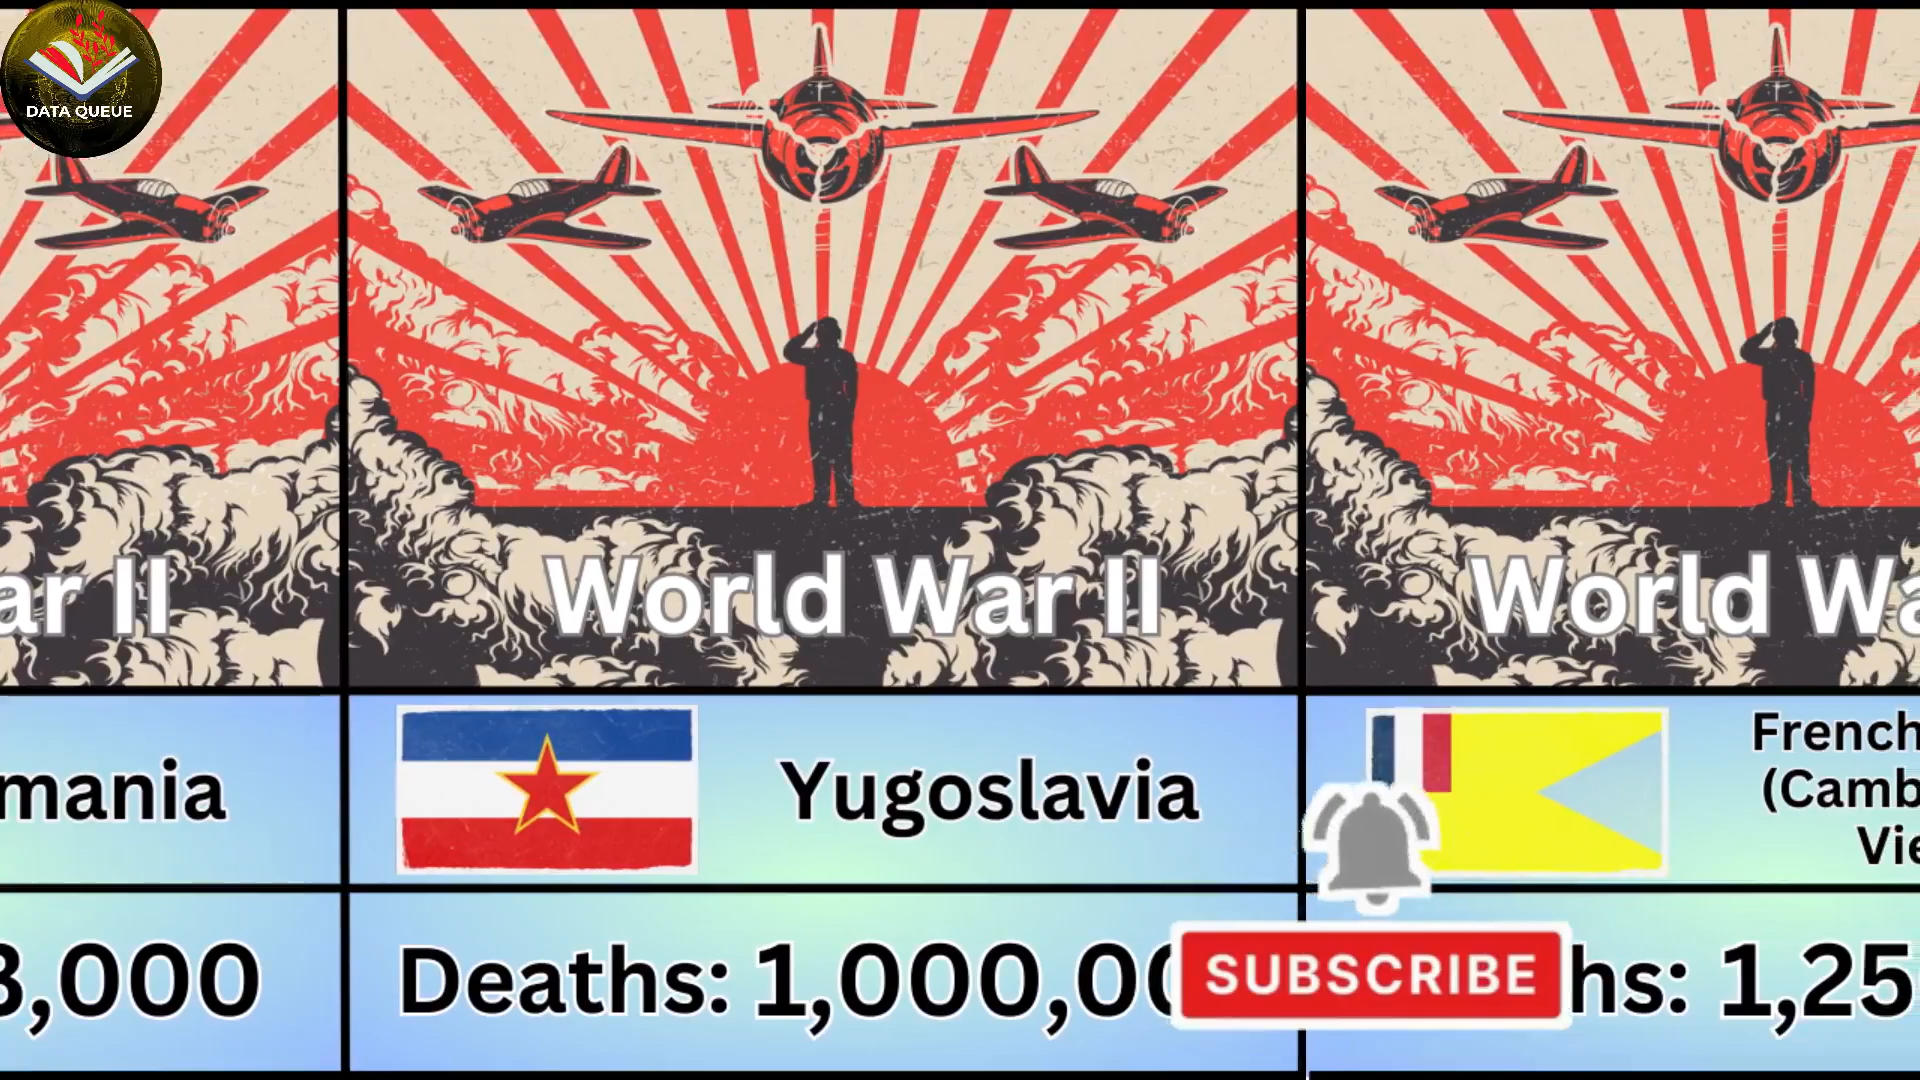 DATA QUEUE
ar II
World War II
World Wa
mania
Yugoslavia
French
(Camb
Vie
3,000
Deaths: 1,000,00
SUBSCRIBE
hs: 1,25